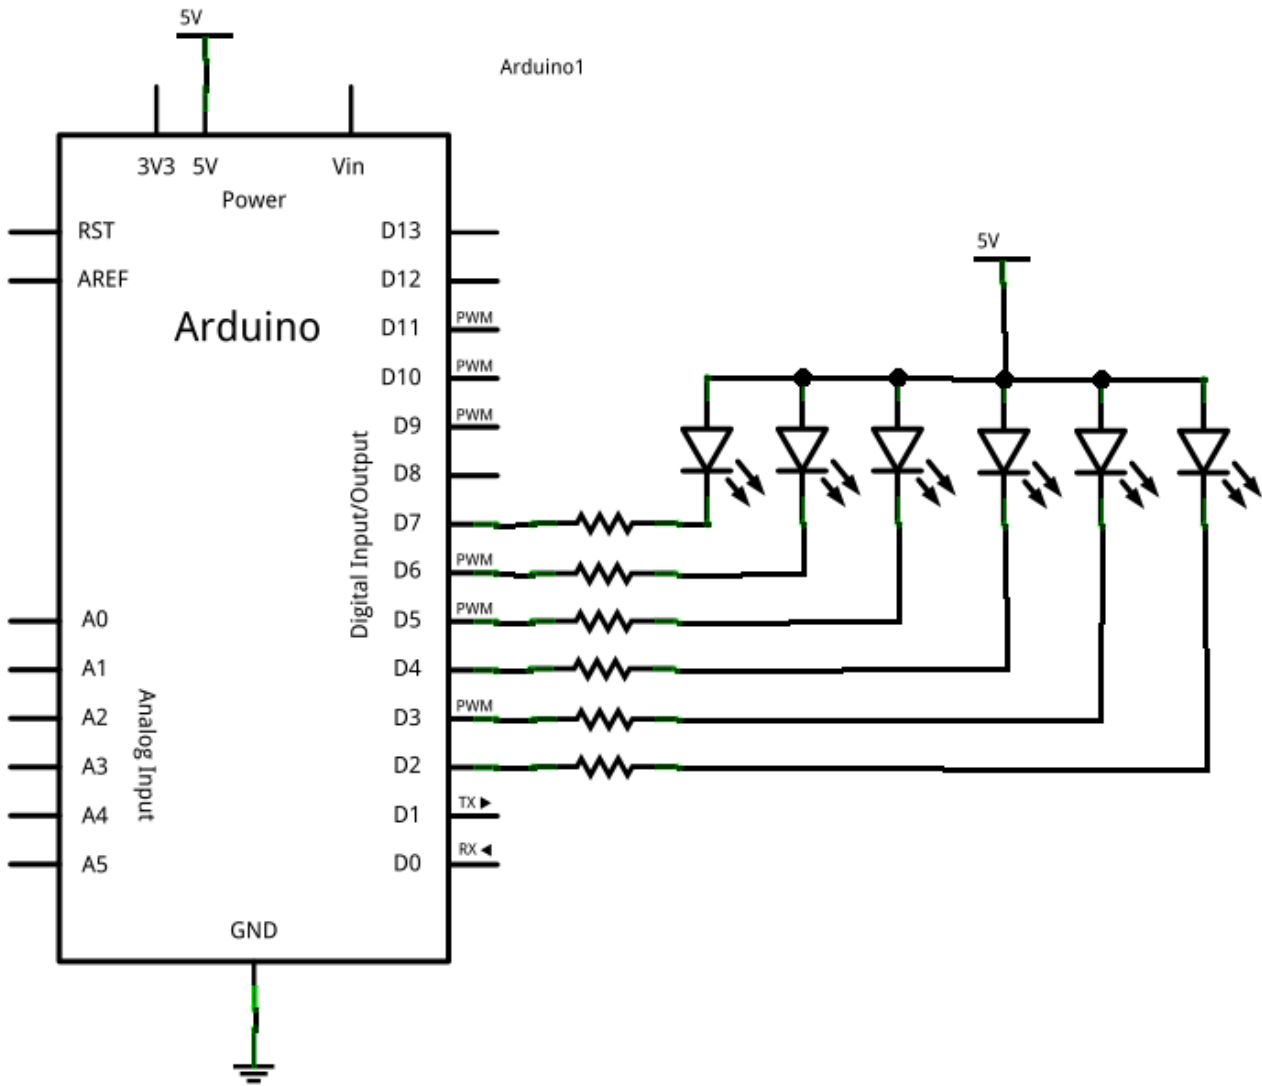 5V
Arduino1
3V3 5V Vin
Power
RST D13
AREF D12
Arduino
D11 PWM
D10 PWM
D9 PWM
D8
Digital Input/Output
D7
D6 PWM
A0 D5 PWM
A1 D4
A2 D3 PWM
A3 D2
Analog Input
A4 D1 TX
A5 D0 RX
GND
5V